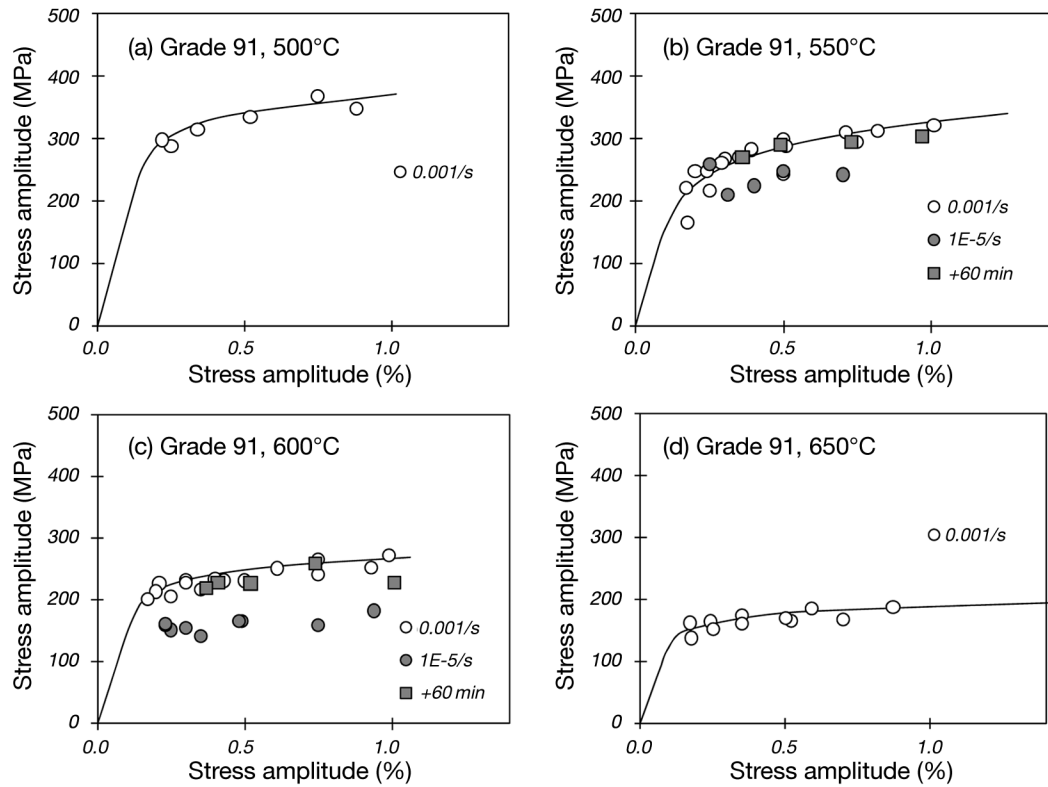 500
400
300
200
100
0
Stress amplitude (MPa)
(a) Grade 91, 500°C
0.001/s
0.0 0.5 1.0
Stress amplitude (%)
500
400
300
200
100
0
Stress amplitude (MPa)
(b) Grade 91, 550°C
0.001/s
1E-5/s
+60 min
0.0 0.5 1.0
Stress amplitude (%)
500
400
300
200
100
0
Stress amplitude (MPa)
(c) Grade 91, 600°C
0.001/s
1E-5/s
+60 min
0.0 0.5 1.0
Stress amplitude (%)
500
400
300
200
100
0
Stress amplitude (MPa)
(d) Grade 91, 650°C
0.001/s
0.0 0.5 1.0
Stress amplitude (%)